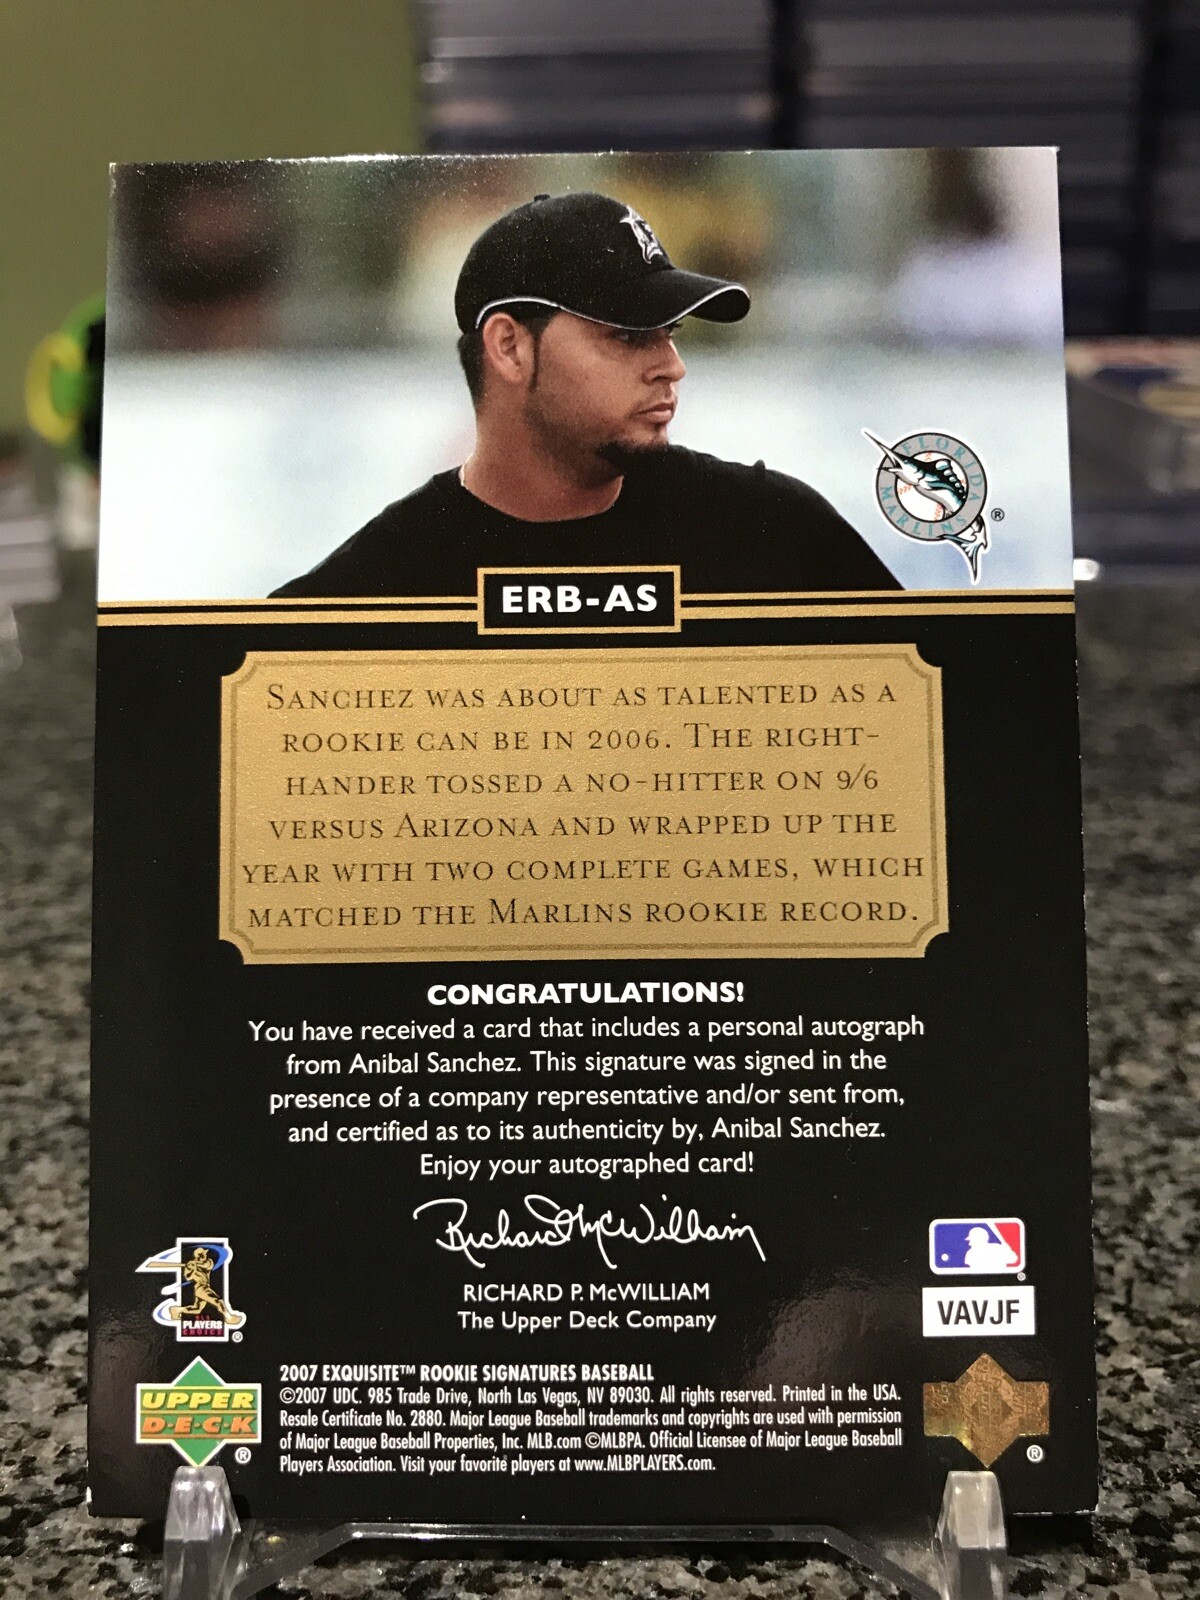 FLORIDA
MARLINS
®
ERB-AS
SANCHEZ WAS ABOUT AS TALENTED AS A
ROOKIE CAN BE IN 2006. THE RIGHT-
HANDER TOSSED A NO-HITTER ON 9/6
VERSUS ARIZONA AND WRAPPED UP THE
YEAR WITH TWO COMPLETE GAMES, WHICH
MATCHED THE MARLINS ROOKIE RECORD.
CONGRATULATIONS!
You have received a card that includes a personal autograph
from Anibal Sanchez. This signature was signed in the
presence of a company representative and/or sent from,
and certified as to its authenticity by, Anibal Sanchez.
Enjoy your autographed card!
Richard McWilliam
RICHARD P. McWILLIAM
The Upper Deck Company
PLAYERS
CHOICE
®
®
VAVJF
UPPER
D·E·C·K
®
2007 EXQUISITE™ ROOKIE SIGNATURES BASEBALL
©2007 UDC. 985 Trade Drive, North Las Vegas, NV 89030. All rights reserved. Printed in the USA.
Resale Certificate No. 2880. Major League Baseball trademarks and copyrights are used with permission
of Major League Baseball Properties, Inc. MLB.com ©MLBPA. Official Licensee of Major League Baseball
Players Association. Visit your favorite players at www.MLBPLAYERS.com.
®